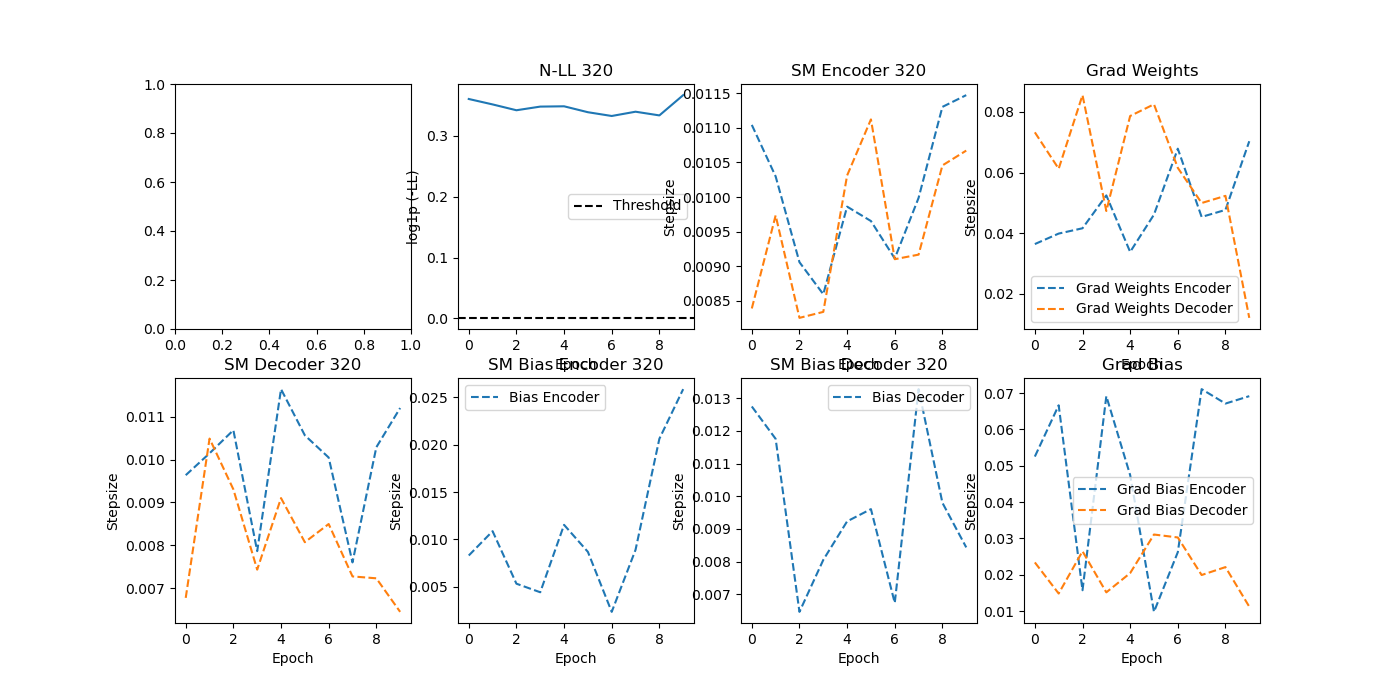 N-LL 320
SM Encoder 320
Grad Weights
1.0
0.8
0.6
0.4
0.2
0.0
0.0 0.2 0.4 0.6 0.8 1.0
log1p (-LL)
0.3
0.2
0.1
0.0
Threshold
0 2 4 6 8
Epoch
Stepsize
0.0115
0.0110
0.0105
0.0100
0.0095
0.0090
0.0085
0 2 4 6 8
Epoch
Stepsize
0.08
0.06
0.04
0.02
Grad Weights Encoder
Grad Weights Decoder
0 2 4 6 8
Epoch
SM Decoder 320
SM Bias Encoder 320
SM Bias Decoder 320
Grad Bias
Stepsize
0.011
0.010
0.009
0.008
0.007
0 2 4 6 8
Epoch
Stepsize
0.025
0.020
0.015
0.010
0.005
Bias Encoder
0 2 4 6 8
Epoch
Stepsize
0.013
0.012
0.011
0.010
0.009
0.008
0.007
Bias Decoder
0 2 4 6 8
Epoch
Stepsize
0.07
0.06
0.05
0.04
0.03
0.02
0.01
Grad Bias Encoder
Grad Bias Decoder
0 2 4 6 8
Epoch